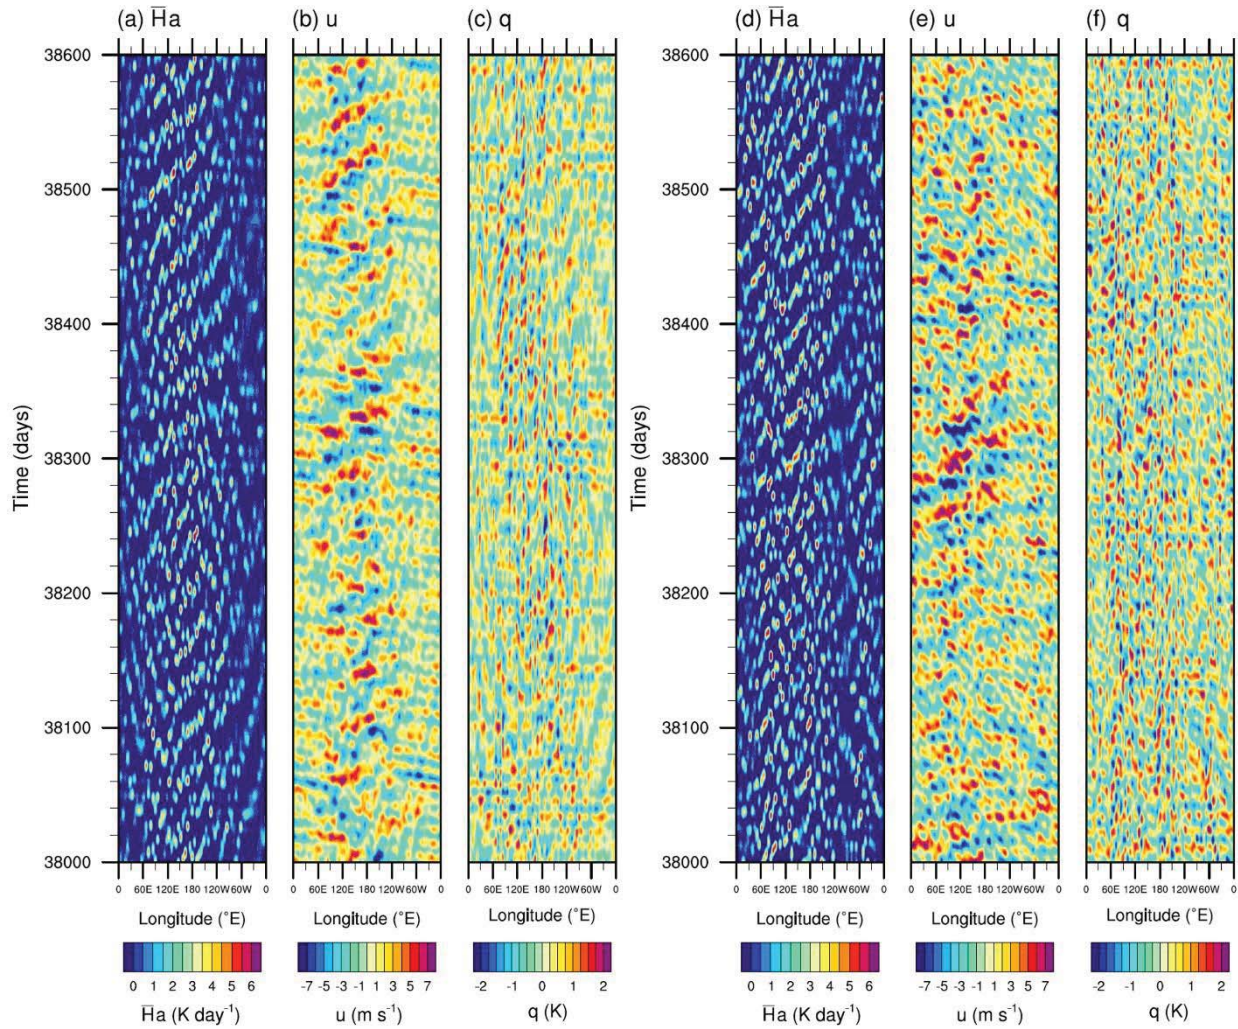 (a) H̅a (b) u (c) q (d) H̅a (e) u (f) q
38600 38600
38500 38500
38400 38400
Time (days) Time (days)
38300 38300
38200 38200
38100 38100
38000 38000
0 60E 120E 180 120W 60W 0 0 60E 120E 180 120W 60W 0 0 60E 120E 180 120W 60W 0 0 60E 120E 180 120W 60W 0 0 60E 120E 180 120W 60W 0 0 60E 120E 180 120W 60W 0
Longitude (°E) Longitude (°E) Longitude (°E) Longitude (°E) Longitude (°E) Longitude (°E)
0 1 2 3 4 5 6 -7 -5 -3 -1 1 3 5 7 -2 -1 0 1 2 0 1 2 3 4 5 6 -7 -5 -3 -1 1 3 5 7 -2 -1 0 1 2
H̅a (K day⁻¹) u (m s⁻¹) q (K) H̅a (K day⁻¹) u (m s⁻¹) q (K)